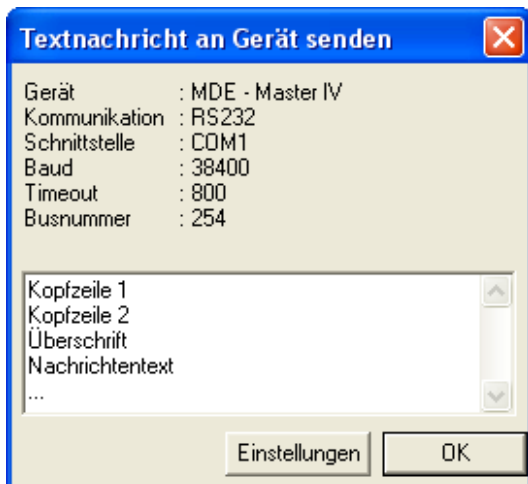 Textnachricht an Gerät senden
Gerät : MDE - Master IV
Kommunikation : RS232
Schnittstelle : COM1
Baud : 38400
Timeout : 800
Busnummer : 254
Kopfzeile 1
Kopfzeile 2
Überschrift
Nachrichtentext
...
Einstellungen OK